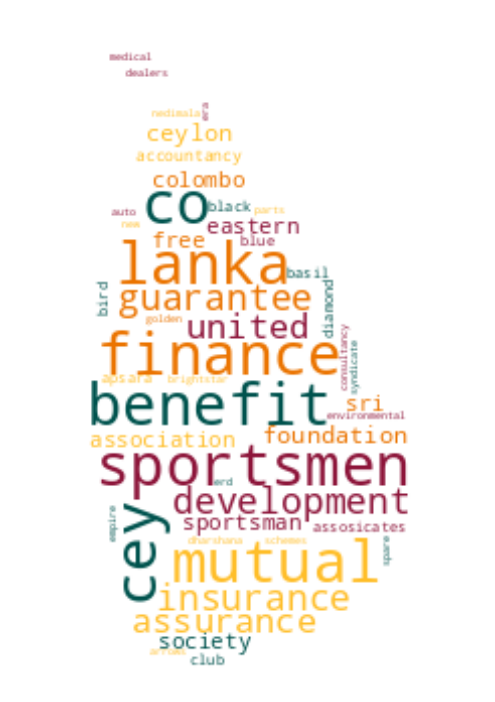 medical
dealers
nedimala era
ceylon
accountancy
colombo
co black parts
auto eastern
new
free blue
lanka basil
bird guarantee diamond
golden united
finance consultancy
syndicate
apsara brightstar
benefit sri
environmental
association foundation
sportsmen
erd
development
empire cey sportsman assosicates
dharshana schemes spare
mutual
insurance
assurance
society
club